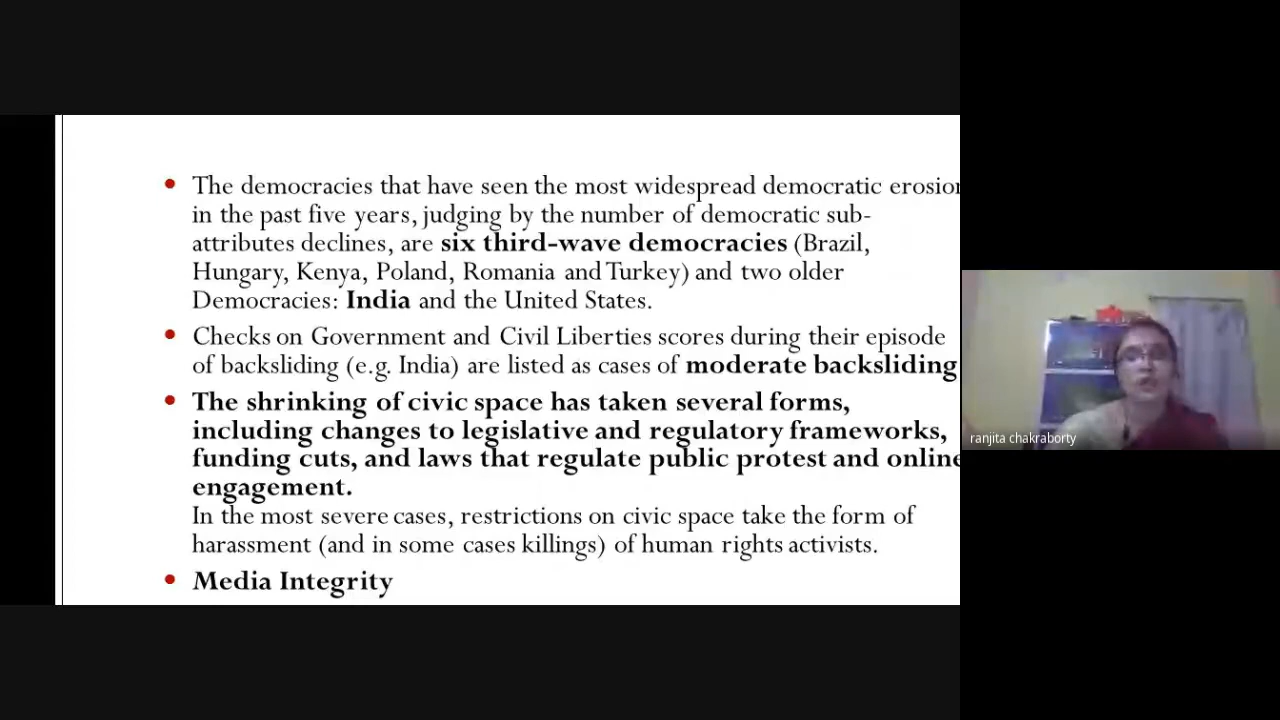 The democracies that have seen the most widespread democratic erosion
in the past five years, judging by the number of democratic sub-
attributes declines, are six third-wave democracies (Brazil,
Hungary, Kenya, Poland, Romania and Turkey) and two older
Democracies: India and the United States.
Checks on Government and Civil Liberties scores during their episode
of backsliding (e.g. India) are listed as cases of moderate backsliding
The shrinking of civic space has taken several forms,
including changes to legislative and regulatory frameworks,
funding cuts, and laws that regulate public protest and online
engagement.
In the most severe cases, restrictions on civic space take the form of
harassment (and in some cases killings) of human rights activists.
Media Integrity
ranjita chakraborty